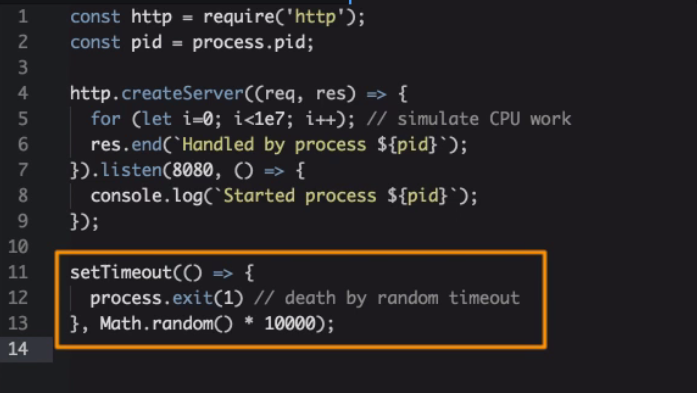 1 const http = require('http');
2 const pid = process.pid;
3
4 http.createServer((req, res) => {
5 for (let i=0; i<1e7; i++); // simulate CPU work
6 res.end(`Handled by process ${pid}`);
7 }).listen(8080, () => {
8 console.log(`Started process ${pid}`);
9 });
10
11 setTimeout(() => {
12 process.exit(1) // death by random timeout
13 }, Math.random() * 10000);
14